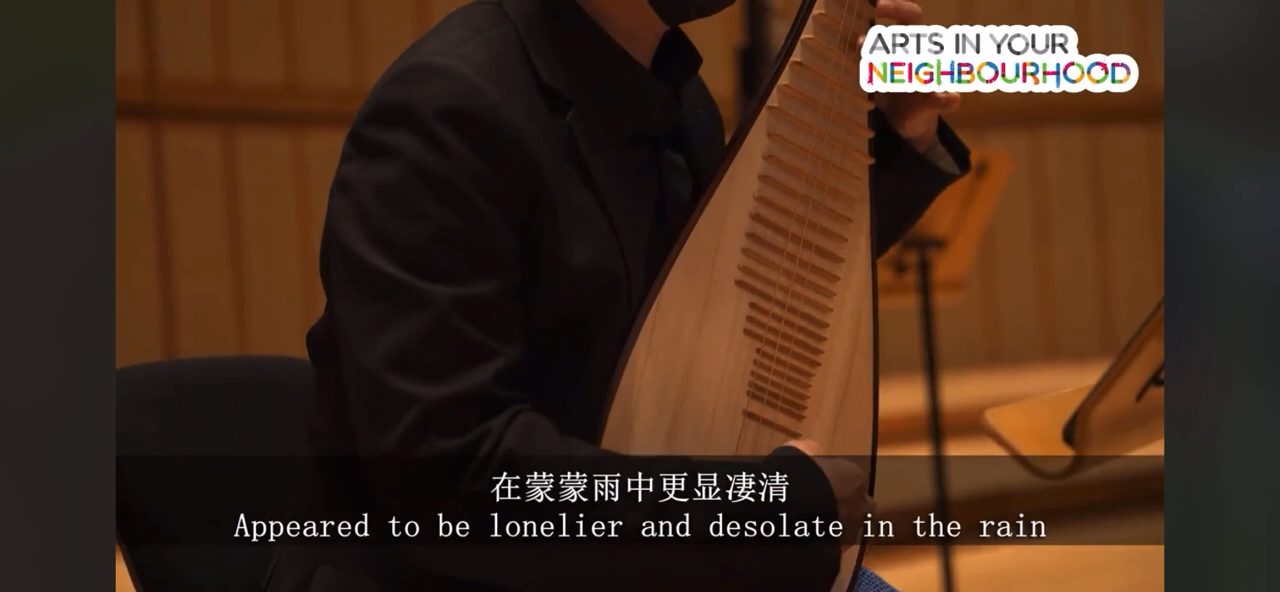 ARTS IN YOUR
NEIGHBOURHOOD
在蒙蒙雨中更显凄清
Appeared to be lonelier and desolate in the rain